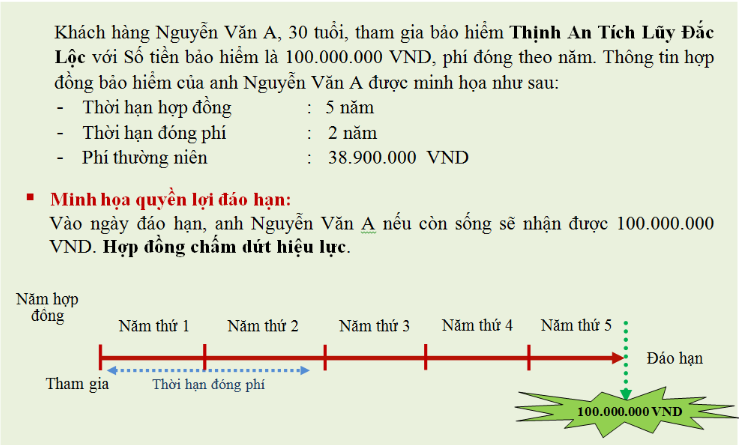 Khách hàng Nguyễn Văn A, 30 tuổi, tham gia bảo hiểm Thịnh An Tích Lũy Đắc
Lộc với Số tiền bảo hiểm là 100.000.000 VND, phí đóng theo năm. Thông tin hợp
đồng bảo hiểm của anh Nguyễn Văn A được minh họa như sau:
- Thời hạn hợp đồng : 5 năm
- Thời hạn đóng phí : 2 năm
- Phí thường niên : 38.900.000 VND
▪ Minh họa quyền lợi đáo hạn:
Vào ngày đáo hạn, anh Nguyễn Văn A nếu còn sống sẽ nhận được 100.000.000
VND. Hợp đồng chấm dứt hiệu lực.
Năm hợp
đồng
Năm thứ 1 Năm thứ 2 Năm thứ 3 Năm thứ 4 Năm thứ 5
Đáo hạn
Tham gia Thời hạn đóng phí
100.000.000 VND